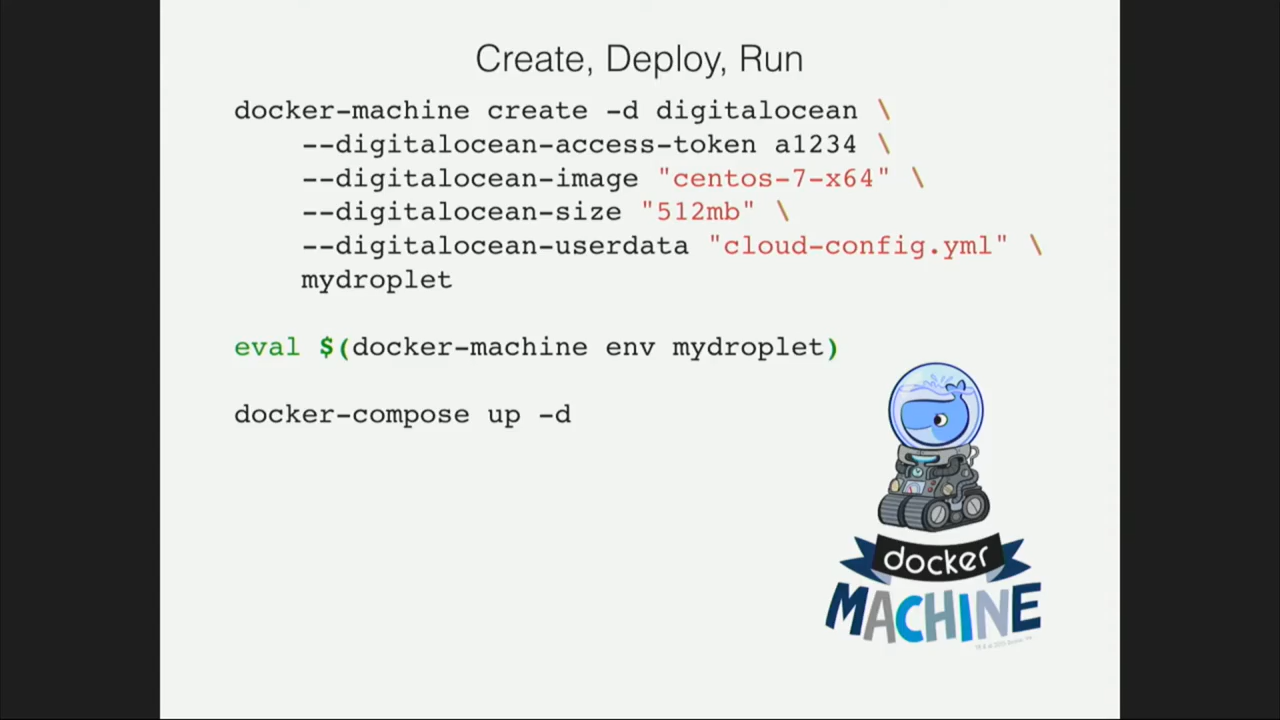 Create, Deploy, Run
docker-machine create -d digitalocean \
--digitalocean-access-token a1234 \
--digitalocean-image "centos-7-x64" \
--digitalocean-size "512mb" \
--digitalocean-userdata "cloud-config.yml" \
mydroplet
eval $(docker-machine env mydroplet)
docker-compose up -d
docker
MACHINE